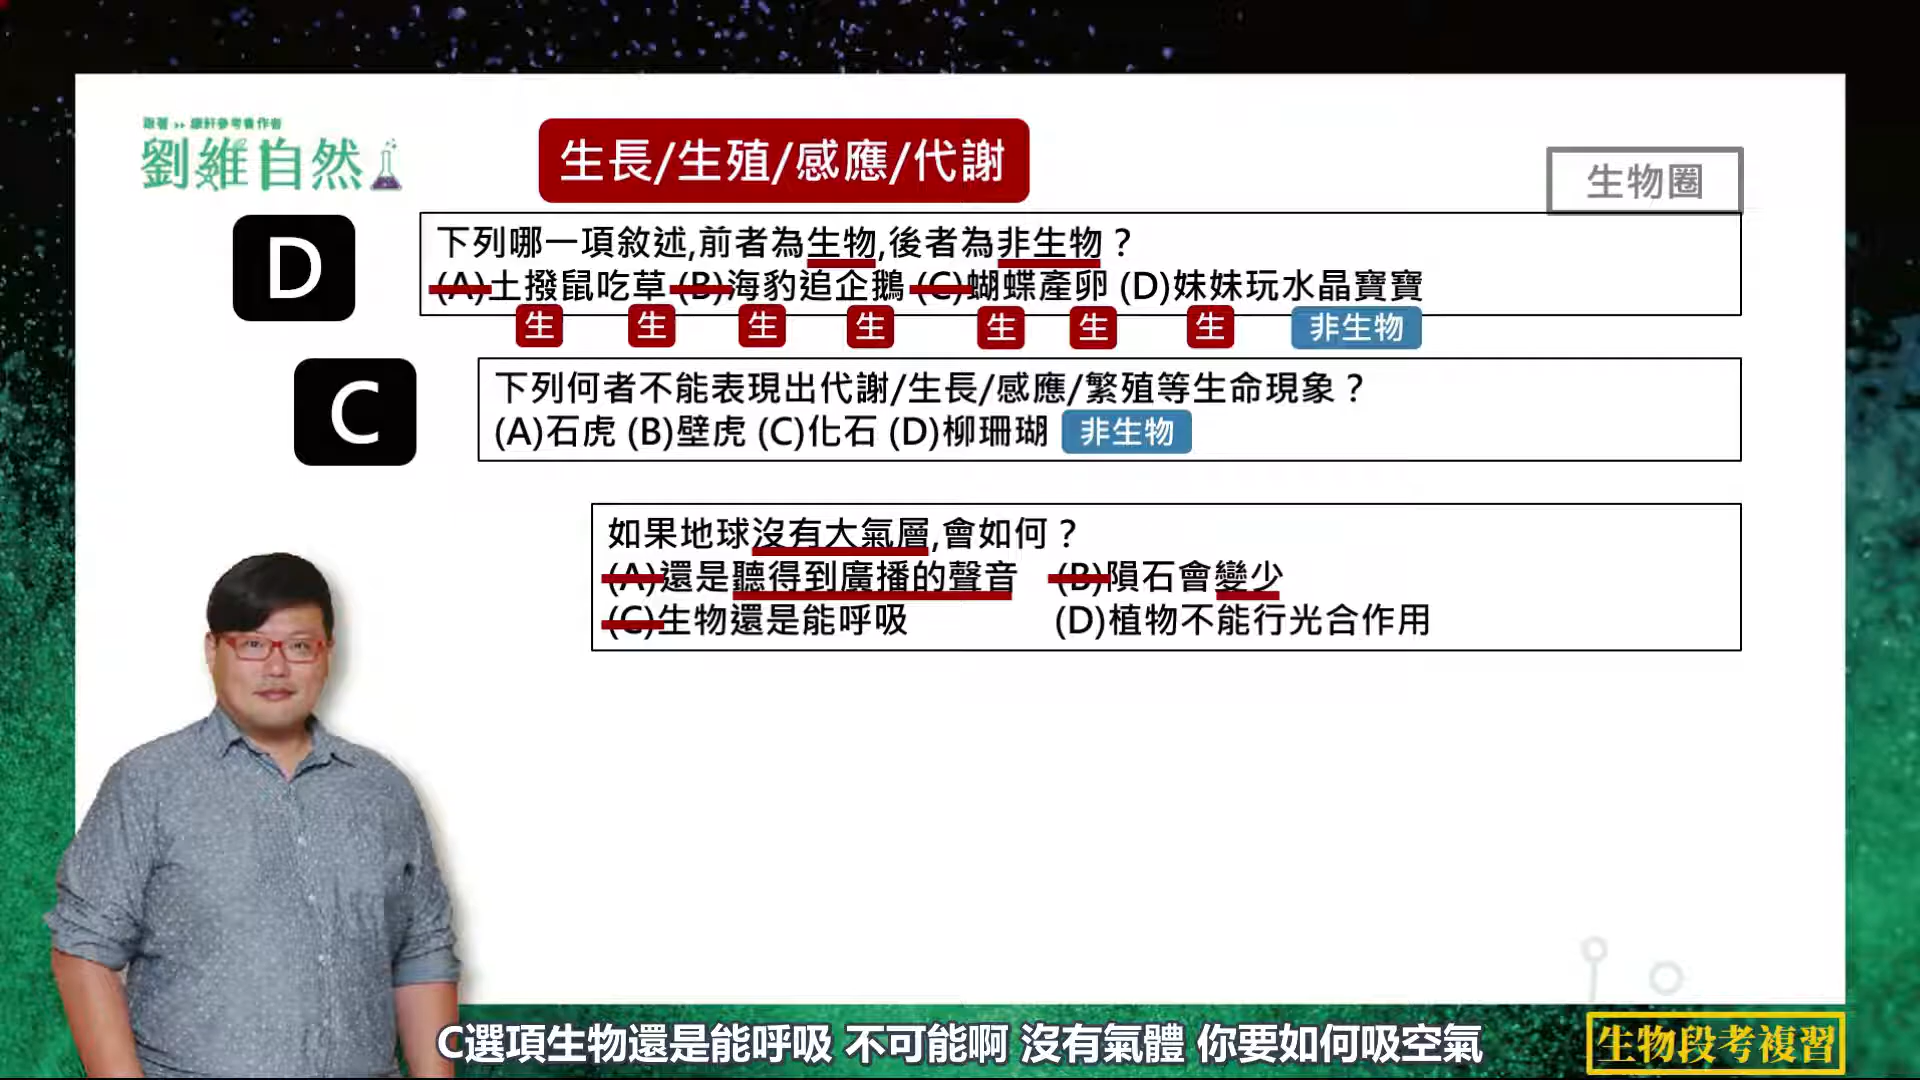 跟著▸▸康軒參考書作者
劉維自然
生長/生殖/感應/代謝
生物圈
D
下列哪一項敘述,前者為生物,後者為非生物？
(A)土撥鼠吃草 (B)海豹追企鵝 (C)蝴蝶產卵 (D)妹妹玩水晶寶寶
生 生 生 生 生 生 生 非生物
C
下列何者不能表現出代謝/生長/感應/繁殖等生命現象？
(A)石虎 (B)壁虎 (C)化石 (D)柳珊瑚 非生物
如果地球沒有大氣層,會如何？
(A)還是聽得到廣播的聲音 (B)隕石會變少
(C)生物還是能呼吸 (D)植物不能行光合作用
C選項生物還是能呼吸 不可能啊 沒有氣體 你要如何吸空氣
生物段考複習